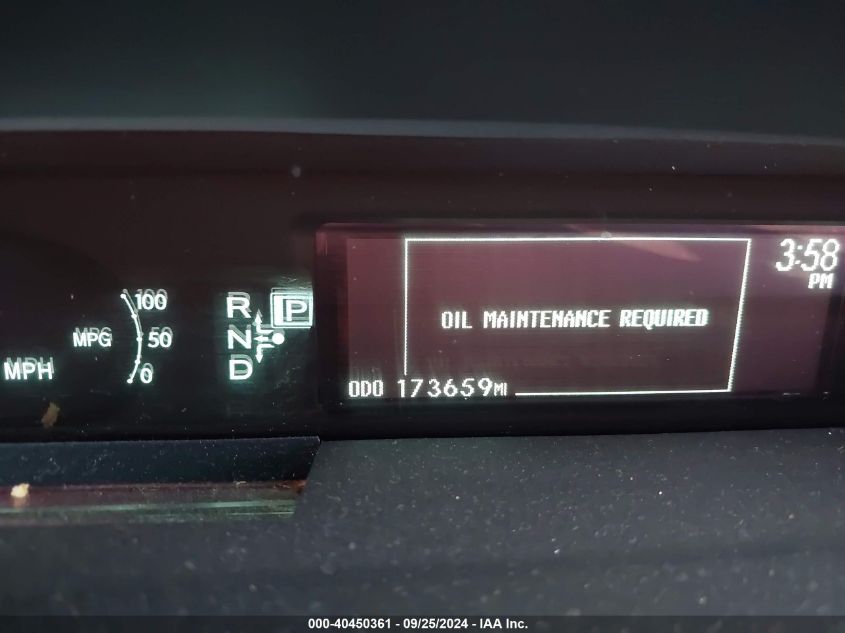 3:58
PM
100
R P
MPG 50 N
OIL MAINTENANCE REQUIRED
MPH 0 D
ODO 173659MI
000-40450361 - 09/25/2024 - IAA Inc.